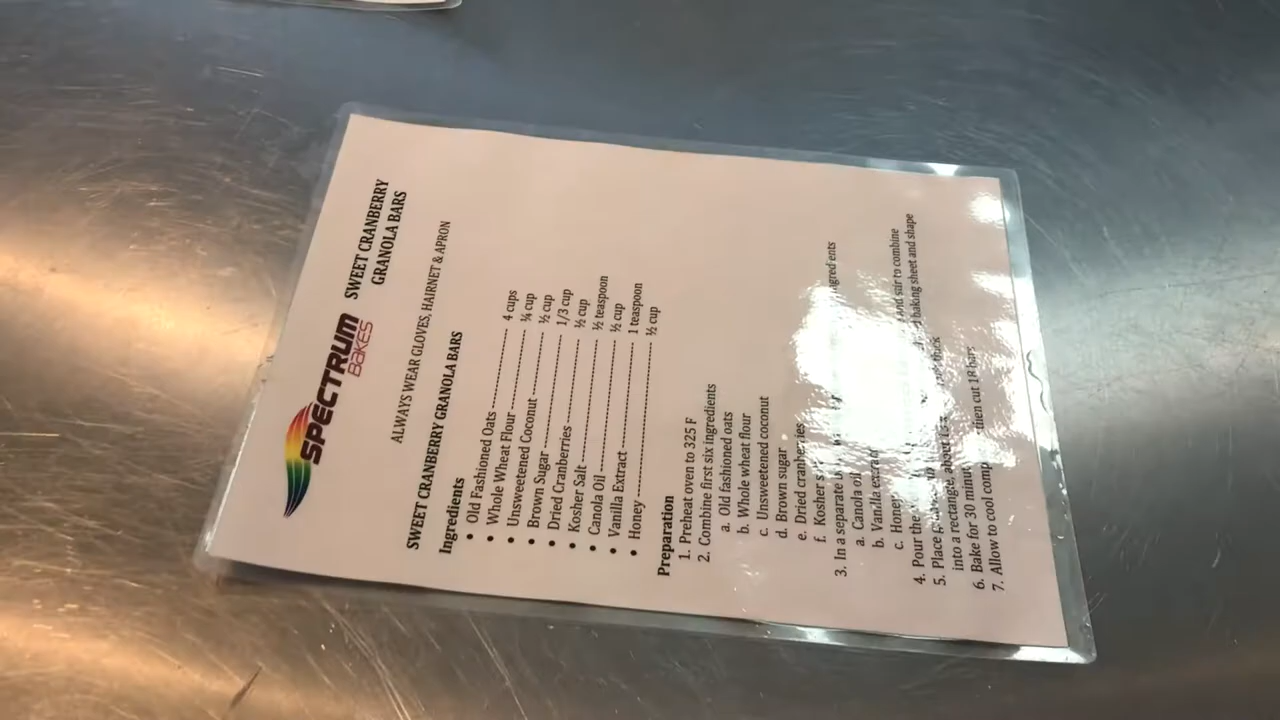 SPECTRUM
BAKES
SWEET CRANBERRY
GRANOLA BARS
ALWAYS WEAR GLOVES, HAIRNET & APRON
SWEET CRANBERRY GRANOLA BARS
Ingredients
• Old Fashioned Oats ---------- 4 cups
• Whole Wheat Flour ---------- ¾ cup
• Unsweetened Coconut ---------- ½ cup
• Brown Sugar ---------- 1/3 cup
• Dried Cranberries ---------- ½ cup
• Kosher Salt ---------- ½ teaspoon
• Canola Oil ---------- ½ cup
• Vanilla Extract ---------- 1 teaspoon
• Honey ---------- ½ cup
Preparation
1. Preheat oven to 325 F
2. Combine first six ingredients
a. Old fashioned oats
b. Whole wheat flour
c. Unsweetened coconut
d. Brown sugar
e. Dried cranberries
f. Kosher
3. In a separate ingredients
a. Canola oil
b. Vanilla extract
c. Honey
4. Pour the and stir to combine
5. Place baking sheet and shape
into a rectangle, about
6. Bake for 30
7. Allow to cool then cut 18 bars